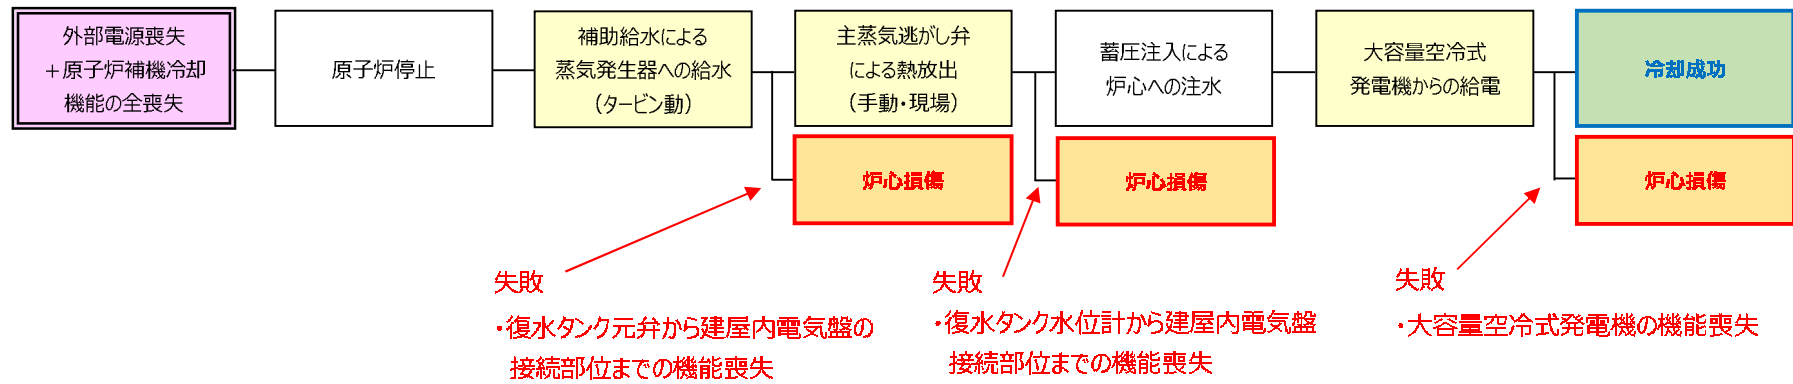 外部電源喪失
＋原子炉補機冷却
機能の全喪失
原子炉停止
補助給水による
蒸気発生器への給水
（タービン動）
主蒸気逃がし弁
による熱放出
（手動・現場）
蓄圧注入による
炉心への注水
大容量空冷式
発電機からの給電
冷却成功
炉心損傷
炉心損傷
炉心損傷
失敗
・復水タンク元弁から建屋内電気盤の
接続部位までの機能喪失
失敗
・復水タンク水位計から建屋内電気盤
接続部位までの機能喪失
失敗
・大容量空冷式発電機の機能喪失